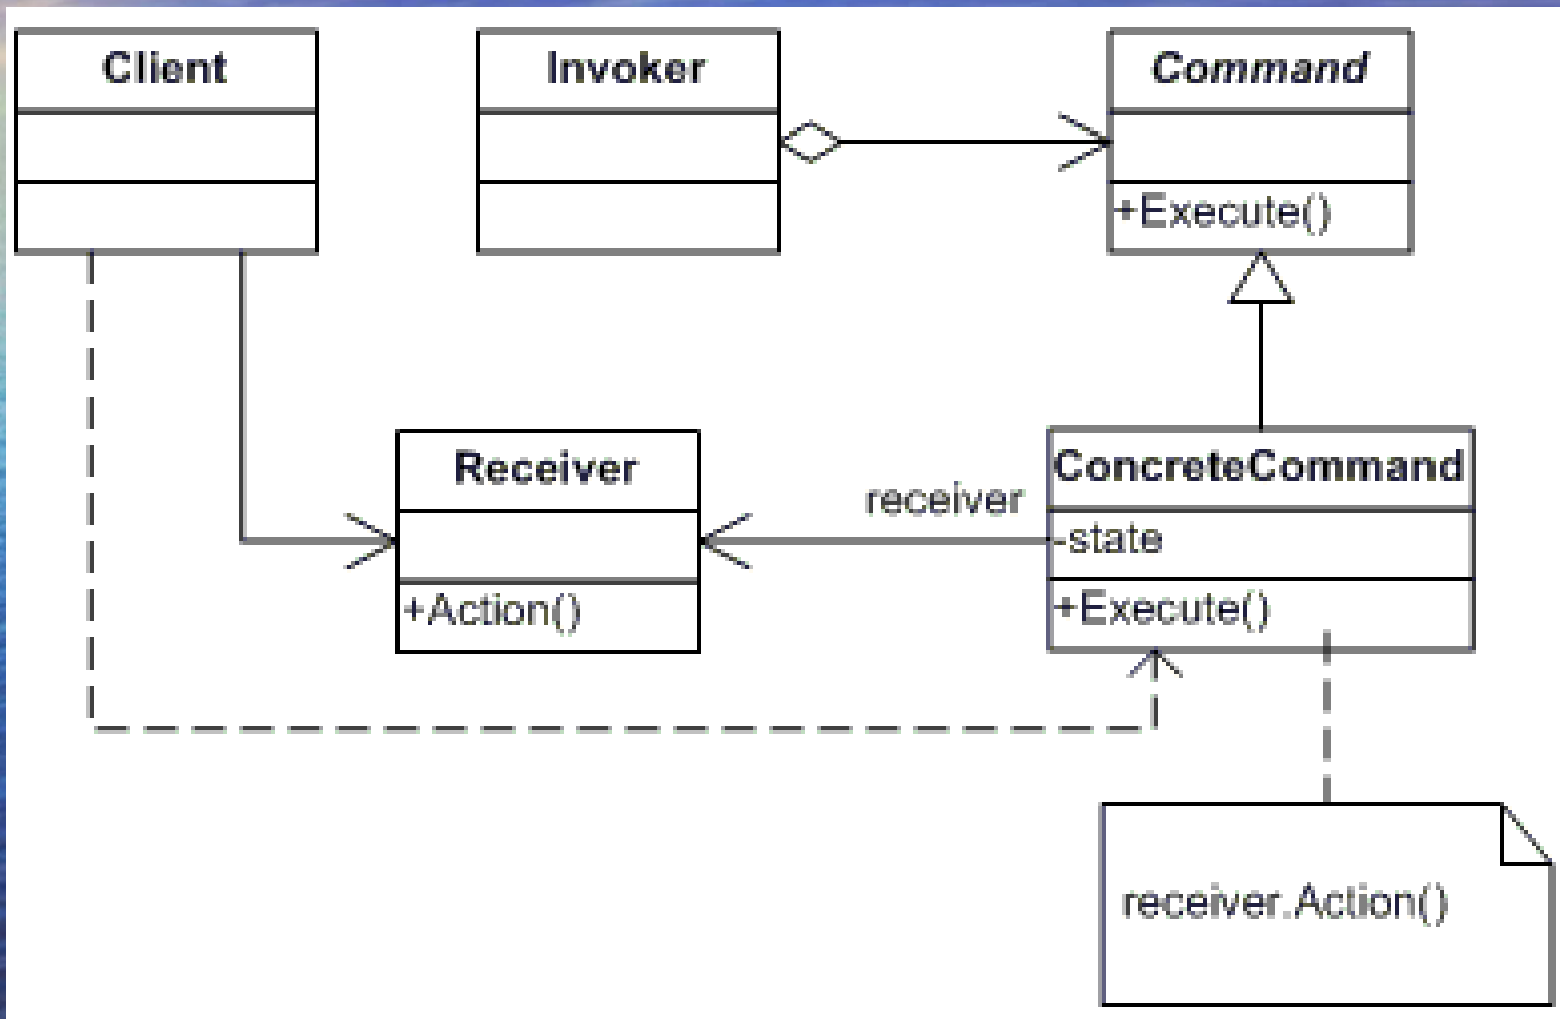 Client
Invoker
Command
+Execute()
Receiver
+Action()
receiver
ConcreteCommand
-state
+Execute()
receiver.Action()